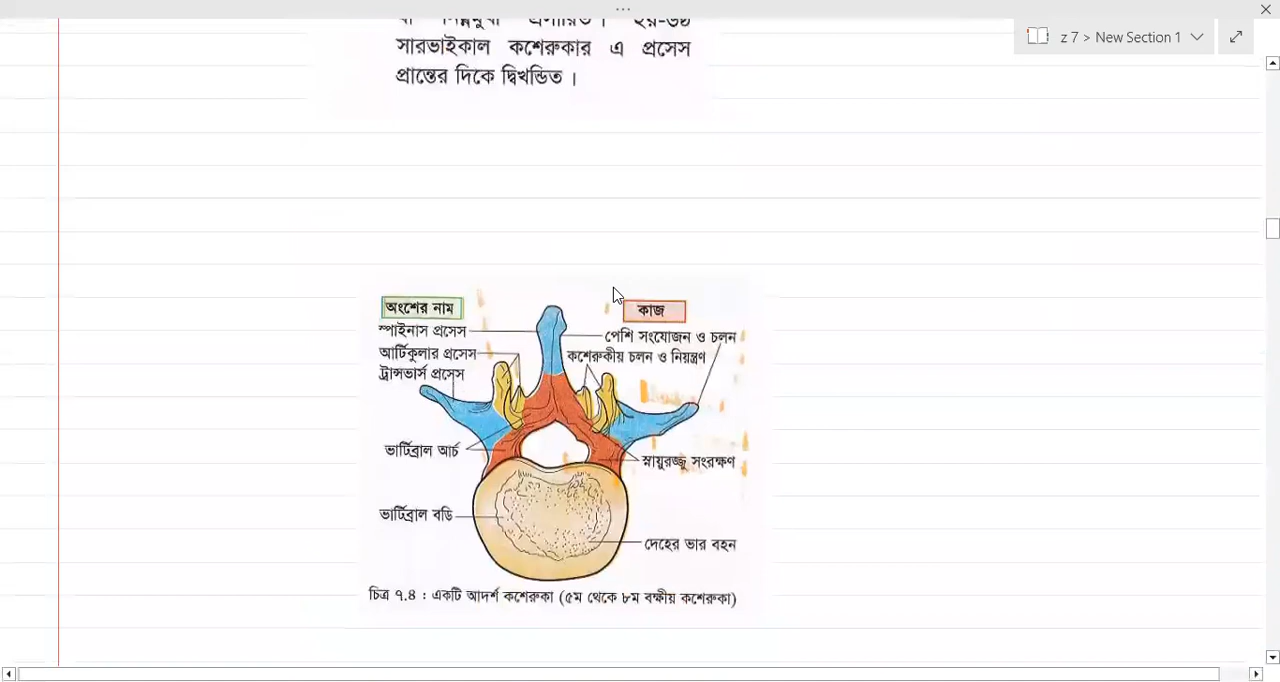 z 7 > New Section 1
সারভাইকাল কশেরুকার এ প্রসেস
প্রান্তের দিকে দ্বিখন্ডিত ।
অংশের নাম
কাজ
স্পাইনাস প্রসেস
পেশি সংযোজন ও চলন
আর্টিকুলার প্রসেস
কশেরুকীয় চলন ও নিয়ন্ত্রণ
ট্রান্সভার্স প্রসেস
ভার্টিব্রাল আর্চ
স্নায়ুরজ্জু সংরক্ষণ
ভার্টিব্রাল বডি
দেহের ভার বহন
চিত্র ৭.৪ : একটি আদর্শ কশেরুকা (৫ম থেকে ৮ম বক্ষীয় কশেরুকা)